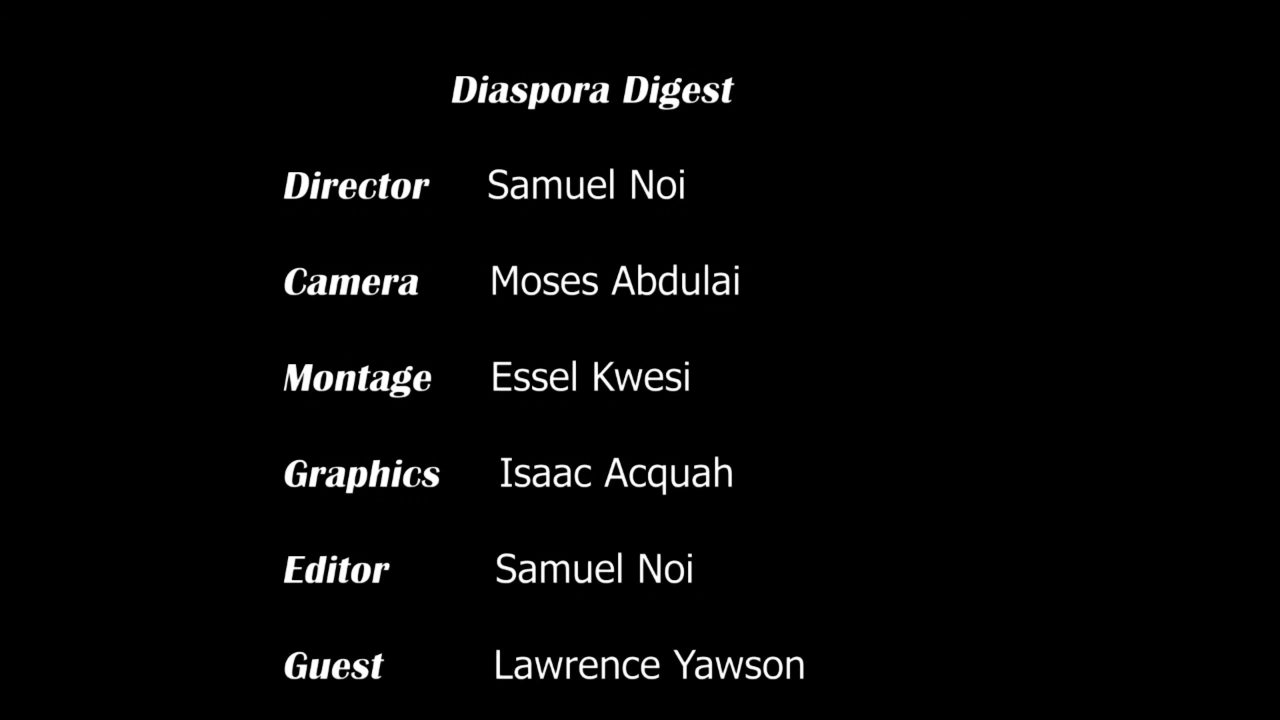 Diaspora Digest
Director Samuel Noi
Camera Moses Abdulai
Montage Essel Kwesi
Graphics Isaac Acquah
Editor Samuel Noi
Guest Lawrence Yawson